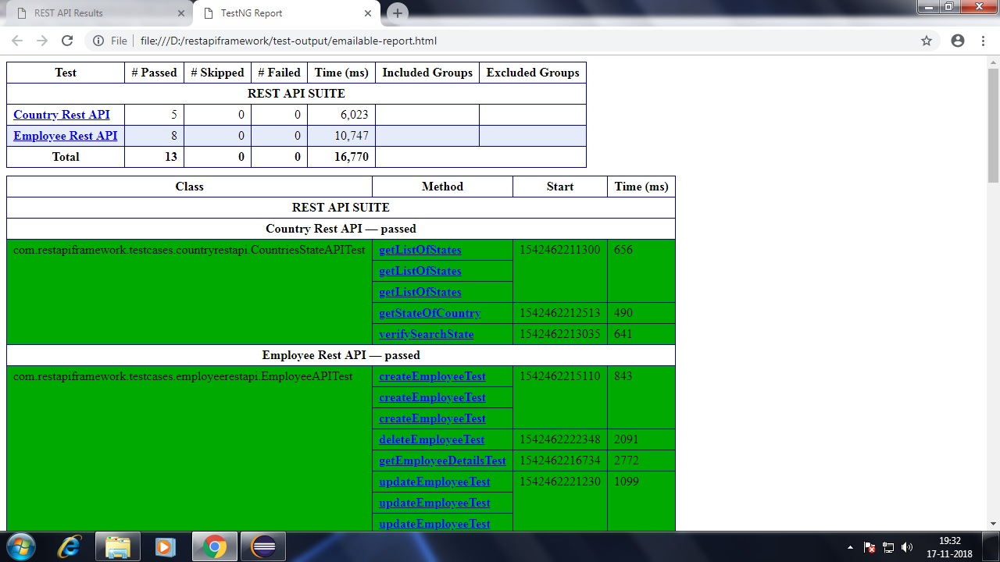 REST API Results
TestNG Report
File file:///D:/restapiframework/test-output/emailable-report.html
Test # Passed # Skipped # Failed Time (ms) Included Groups Excluded Groups
REST API SUITE
Country Rest API 5 0 0 6,023
Employee Rest API 8 0 0 10,747
Total 13 0 0 16,770
Class Method Start Time (ms)
REST API SUITE
Country Rest API — passed
com.restapiframework.testcases.countryrestapi.CountriesStateAPITest getListOfStates 1542462211300 656
getListOfStates
getListOfStates
getStateOfCountry 1542462212513 490
verifySearchState 1542462213035 641
Employee Rest API — passed
com.restapiframework.testcases.employeerestapi.EmployeeAPITest createEmployeeTest 1542462215110 843
createEmployeeTest
createEmployeeTest
deleteEmployeeTest 1542462222348 2091
getEmployeeDetailsTest 1542462216734 2772
updateEmployeeTest 1542462221230 1099
updateEmployeeTest
updateEmployeeTest
19:32
17-11-2018